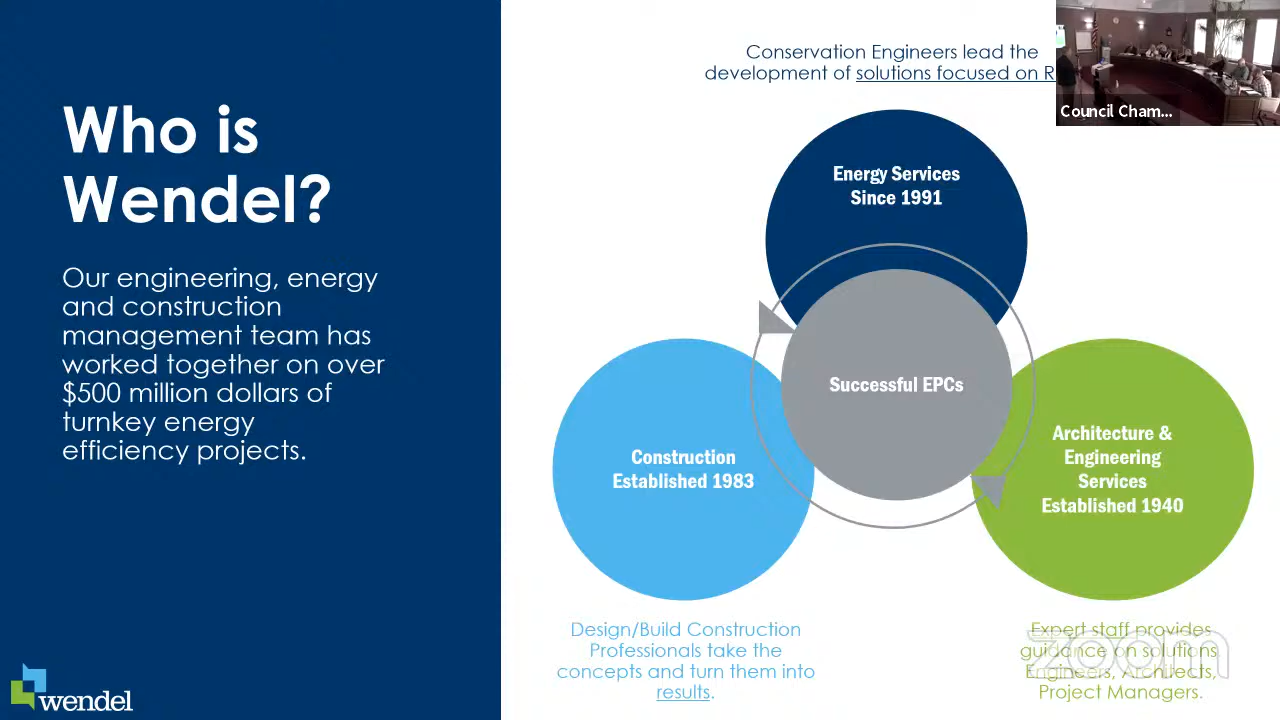 Who is
Wendel?
Our engineering, energy
and construction
management team has
worked together on over
$500 million dollars of
turnkey energy
efficiency projects.
wendel
Conservation Engineers lead the
development of solutions focused on R
Council Cham...
Energy Services
Since 1991
Successful EPCs
Construction
Established 1983
Architecture &
Engineering
Services
Established 1940
Design/Build Construction
Professionals take the
concepts and turn them into
results.
Expert staff provides
guidance on solutions
Engineers, Architects,
Project Managers.
zoom